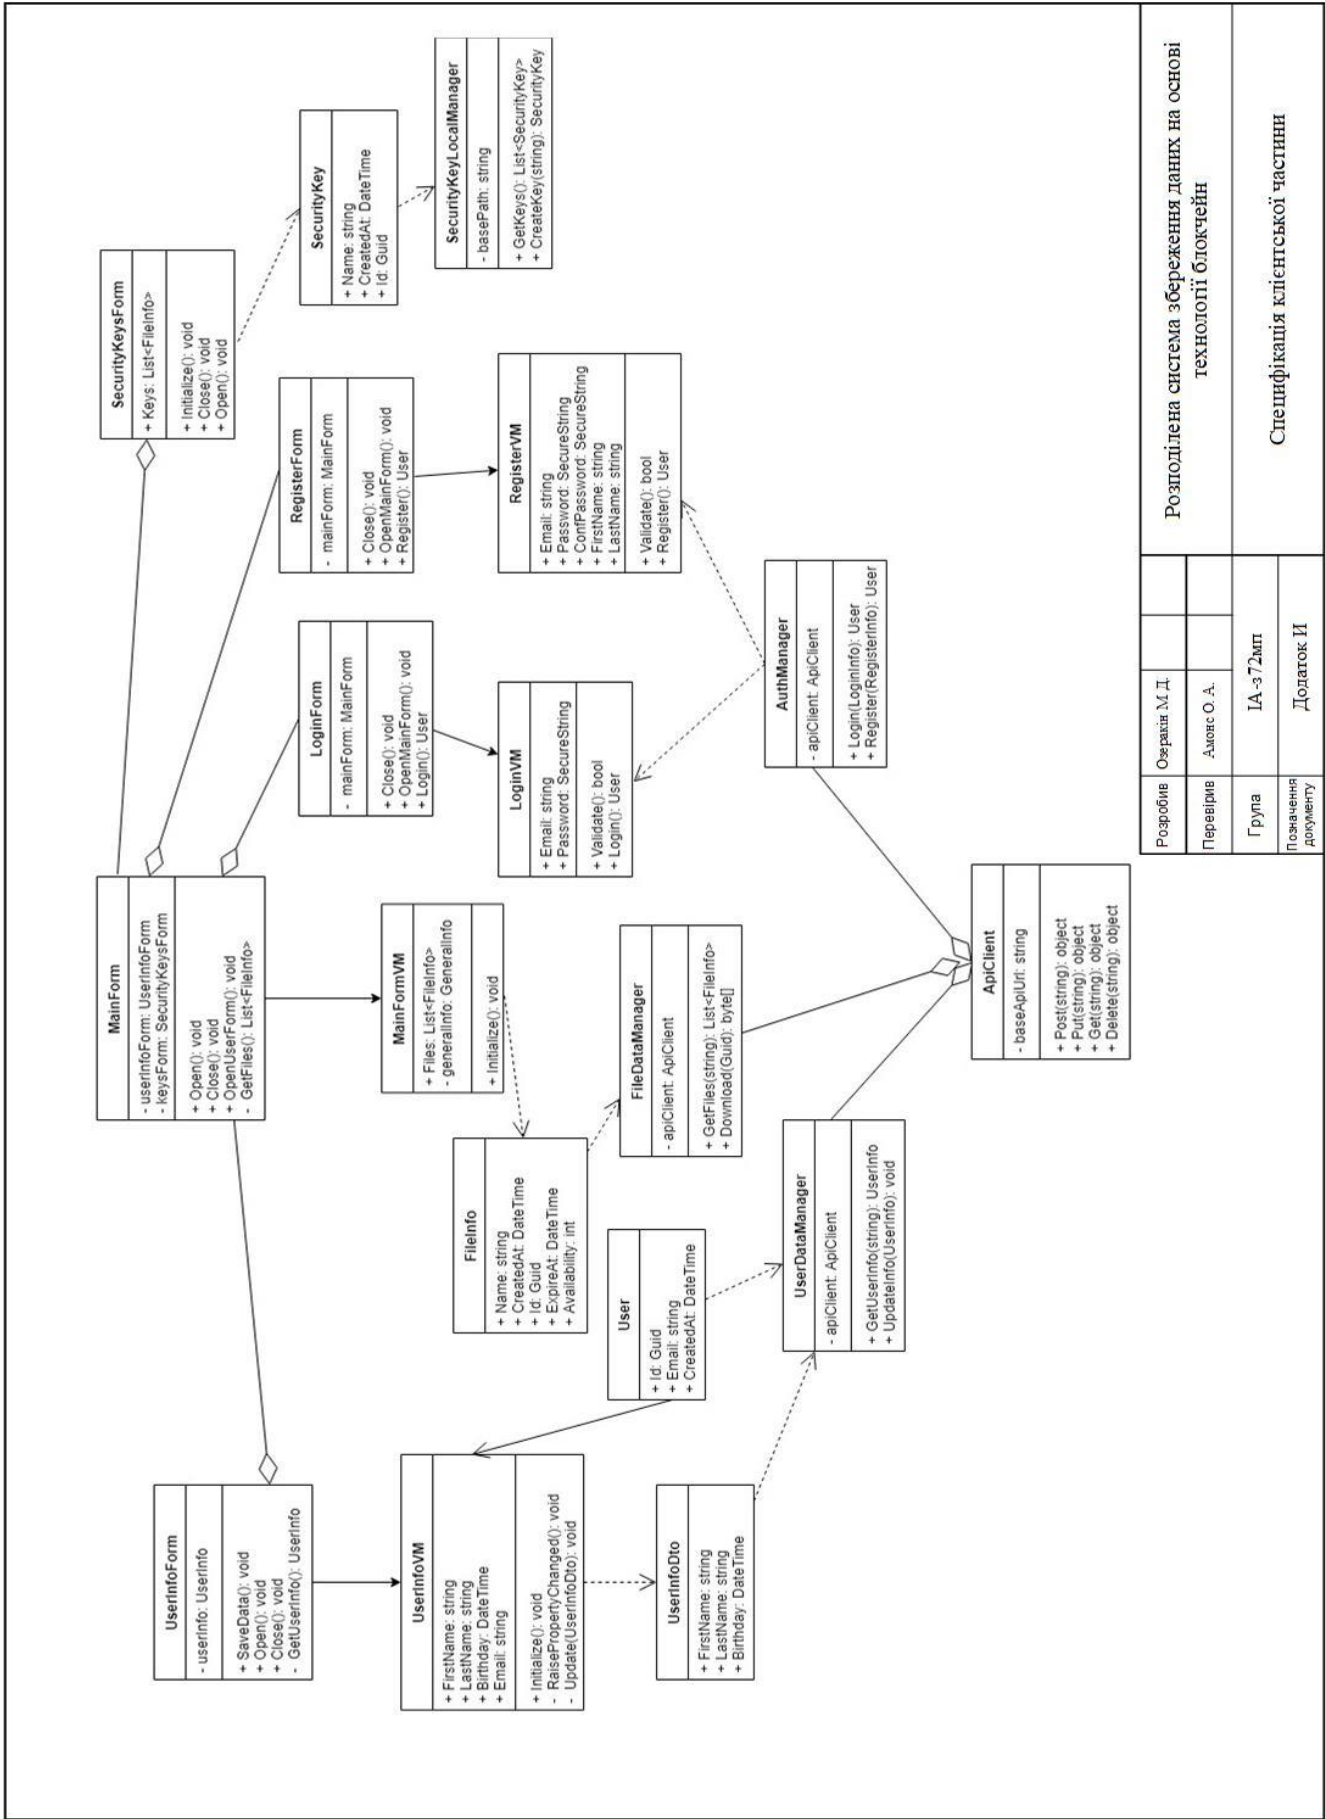 UserInfoForm
- userInfo: UserInfo
+ SaveData(): void
+ Open(): void
+ Close(): void
- GetUserInfo(): UserInfo
MainForm
- userInfoForm: UserInfoForm
- keysForm: SecurityKeysForm
+ Open(): void
+ Close(): void
+ OpenUserForm(): void
- GetFiles(): List<FileInfo>
SecurityKeysForm
+ Keys: List<FileInfo>
+ Initialize(): void
+ Close(): void
+ Open(): void
UserInfoVM
+ FirstName: string
+ LastName: string
+ Birthday: DateTime
+ Email: string
+ Initialize(): void
- RaisePropertyChanged(): void
- Update(UserInfoDto): void
MainFormVM
+ Files: List<FileInfo>
- generalInfo: GeneralInfo
+ Initialize(): void
LoginForm
- mainForm: MainForm
+ Close(): void
+ OpenMainForm(): void
+ Login(): User
RegisterForm
- mainForm: MainForm
+ Close(): void
+ OpenMainForm(): void
+ Register(): User
SecurityKey
+ Name: string
+ CreatedAt: DateTime
+ Id: Guid
SecurityKeyLocalManager
- basePath: string
+ GetKeys(): List<SecurityKey>
+ CreateKey(string): SecurityKey
FileInfo
+ Name: string
+ CreatedAt: DateTime
+ Id: Guid
+ ExpireAt: DateTime
+ Availability: int
LoginVM
+ Email: string
+ Password: SecureString
+ Validate(): bool
+ Login(): User
RegisterVM
+ Email: string
+ Password: SecureString
+ ConfPassword: SecureString
+ FirstName: string
+ LastName: string
+ Validate(): bool
+ Register(): User
User
+ Id: Guid
+ Email: string
+ CreatedAt: DateTime
FileDataManager
- apiClient: ApiClient
+ GetFiles(string): List<FileInfo>
+ Download(Guid): byte[]
UserInfoDto
+ FirstName: string
+ LastName: string
+ Birthday: DateTime
UserDataManager
- apiClient: ApiClient
+ GetUserInfo(string): UserInfo
+ UpdateInfo(UserInfo): void
AuthManager
- apiClient: ApiClient
+ Login(LoginInfo): User
+ Register(RegisterInfo): User
ApiClient
- baseApiUrl: string
+ Post(string): object
+ Put(string): object
+ Get(string): object
+ Delete(string): object
Розробив
Озеракін М. Д.
Розподілена система збереження даних на основі
технології блокчейн
Перевірив
Амонс О. А.
Група
ІА-з72мп
Специфікація клієнтської частини
Позначення
документу
Додаток И